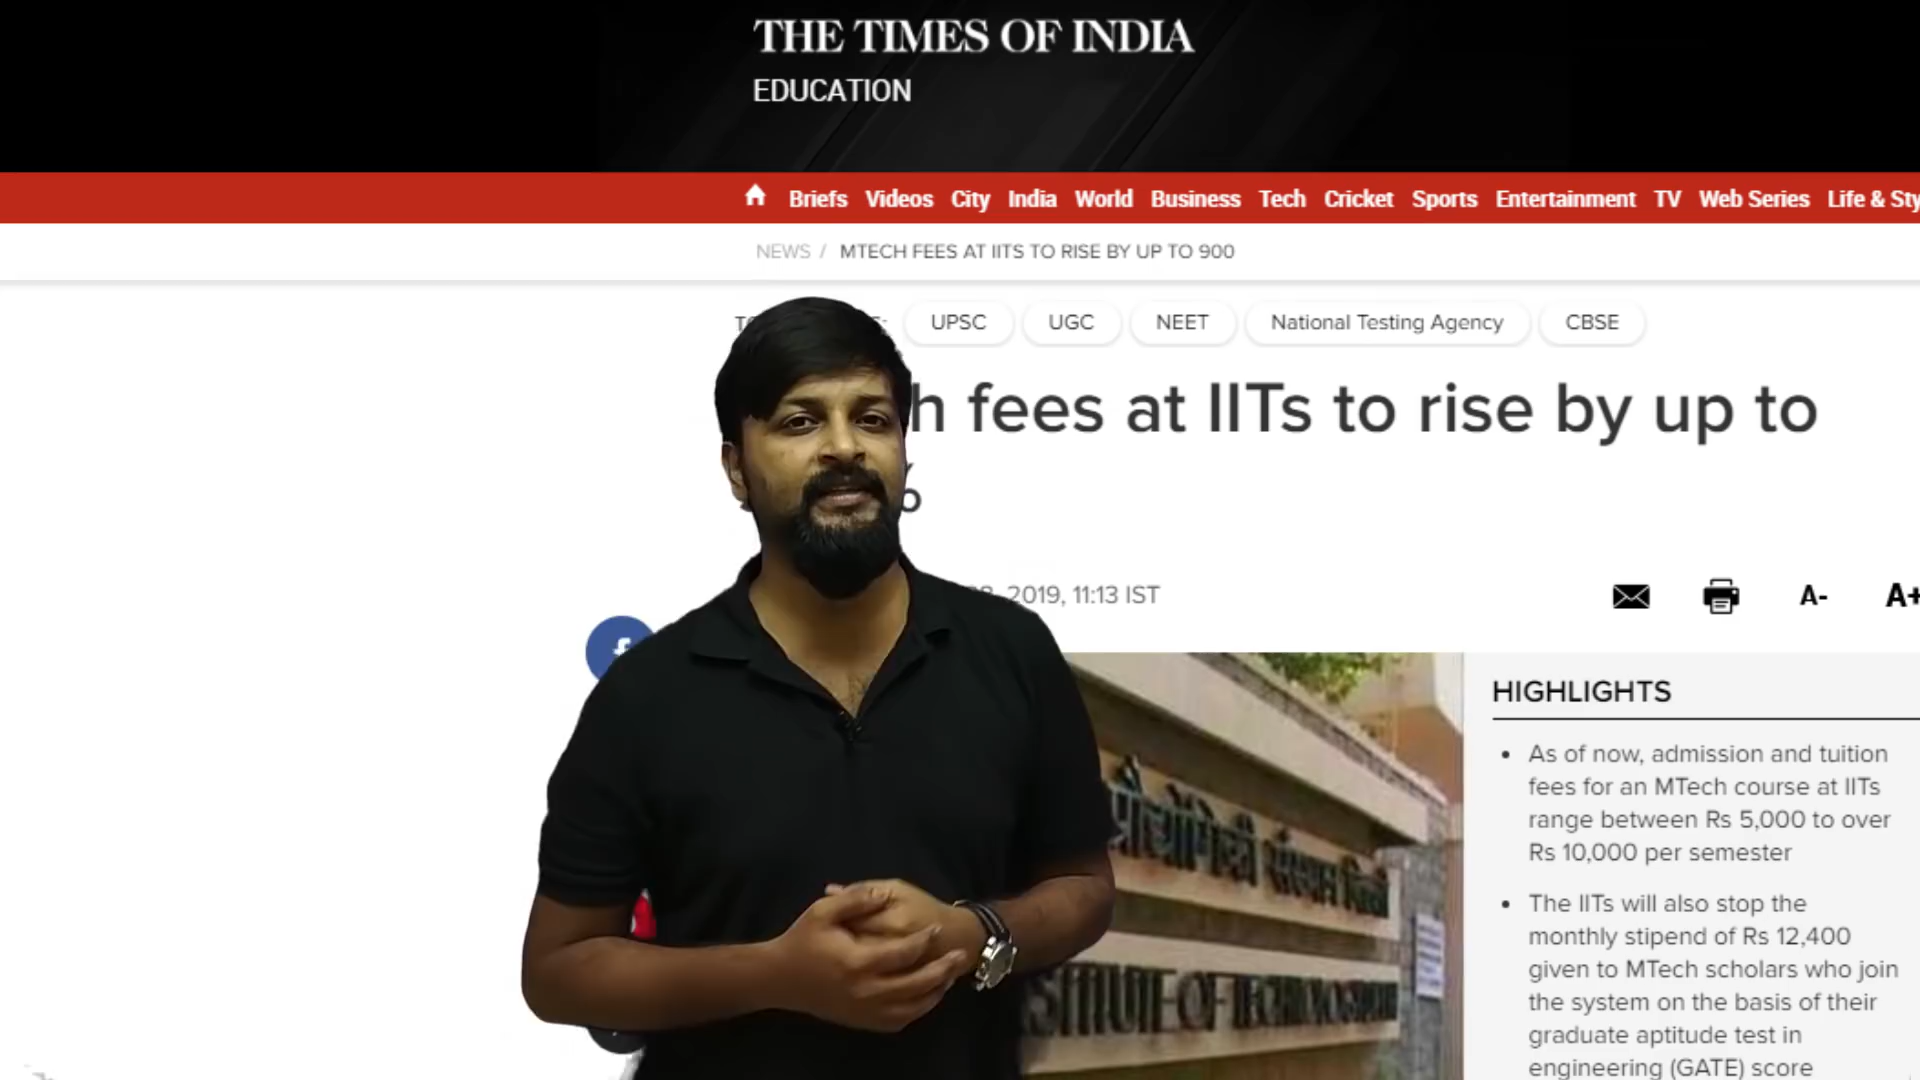 THE TIMES OF INDIA
EDUCATION
Briefs Videos City India World Business Tech Cricket Sports Entertainment TV Web Series Life & Sty
NEWS / MTECH FEES AT IITS TO RISE BY UP TO 900
UPSC UGC NEET National Testing Agency CBSE
h fees at IITs to rise by up to
%
2019, 11:13 IST
A- A+
f
HIGHLIGHTS
• As of now, admission and tuition
fees for an MTech course at IITs
range between Rs 5,000 to over
Rs 10,000 per semester
• The IITs will also stop the
monthly stipend of Rs 12,400
given to MTech scholars who join
the system on the basis of their
graduate aptitude test in
engineering (GATE) score
प्रौद्योगिकी संस्थान दिल्ली
STITUTE OF TECHNOLOGY